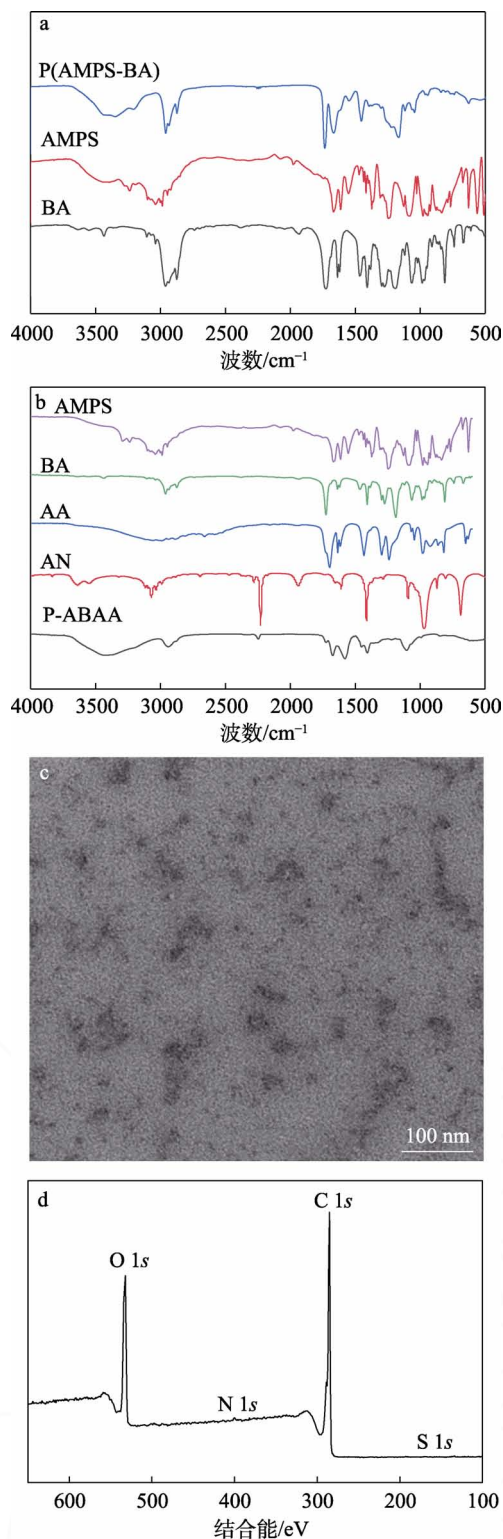 a
P(AMPS-BA)
AMPS
BA
4000 3500 3000 2500 2000 1500 1000 500
波数/cm⁻¹
b
AMPS
BA
AA
AN
P-ABAA
4000 3500 3000 2500 2000 1500 1000 500
波数/cm⁻¹
c
100 nm
d
C 1s
O 1s
N 1s
S 1s
600 500 400 300 200 100
结合能/eV